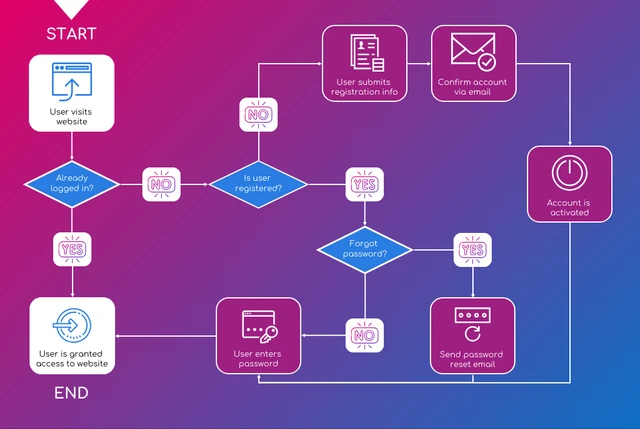 START
User visits
website
Already
logged in?
NO
YES
Is user
registered?
NO
User submits
registration info
Confirm account
via email
Account is
activated
YES
Forgot
password?
YES
Send password
reset email
NO
User enters
password
User is granted
access to website
END